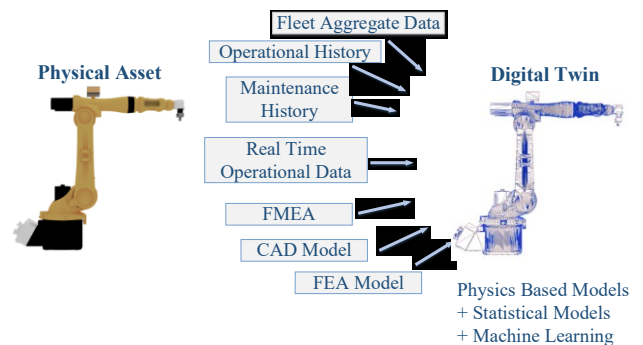 Fleet Aggregate Data
Operational History
Physical Asset
Digital Twin
Maintenance
History
Real Time
Operational Data
FMEA
CAD Model
FEA Model
Physics Based Models
+ Statistical Models
+ Machine Learning